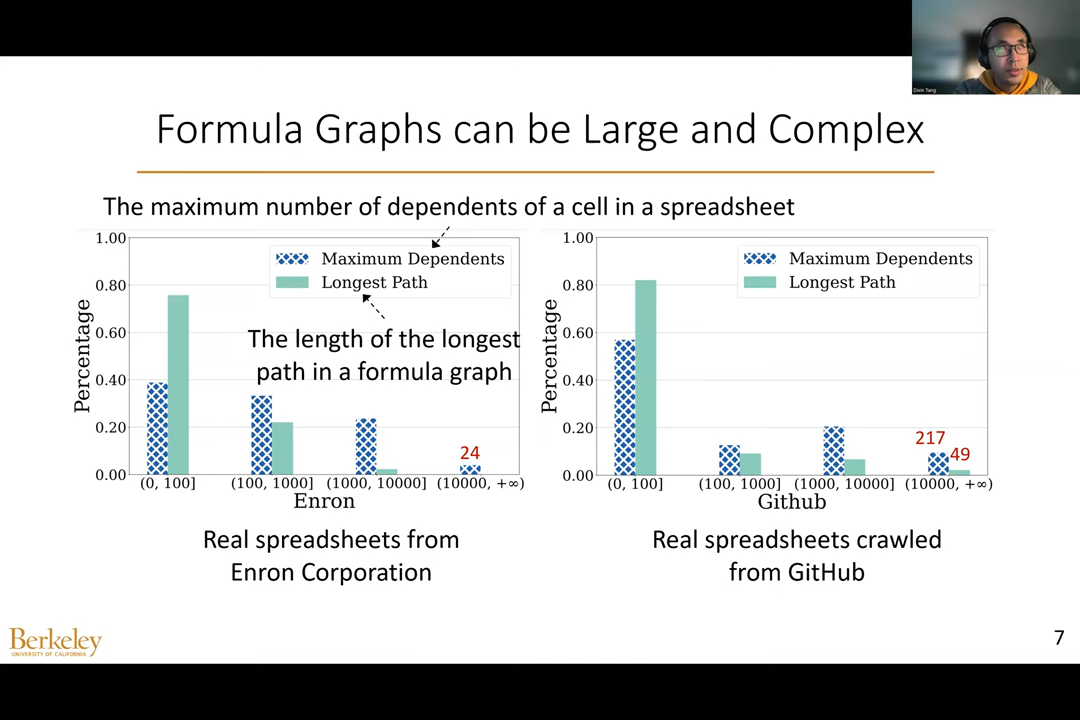 Dixin Tang
Formula Graphs can be Large and Complex
The maximum number of dependents of a cell in a spreadsheet
1.00
0.80
0.60
0.40
0.20
0.00
Percentage
Maximum Dependents
Longest Path
The length of the longest
path in a formula graph
24
(0, 100]
(100, 1000]
(1000, 10000]
(10000, +∞)
Enron
Real spreadsheets from
Enron Corporation
1.00
0.80
0.60
0.40
0.20
0.00
Percentage
Maximum Dependents
Longest Path
217
49
(0, 100]
(100, 1000]
(1000, 10000]
(10000, +∞)
Github
Real spreadsheets crawled
from GitHub
Berkeley
UNIVERSITY OF CALIFORNIA
7